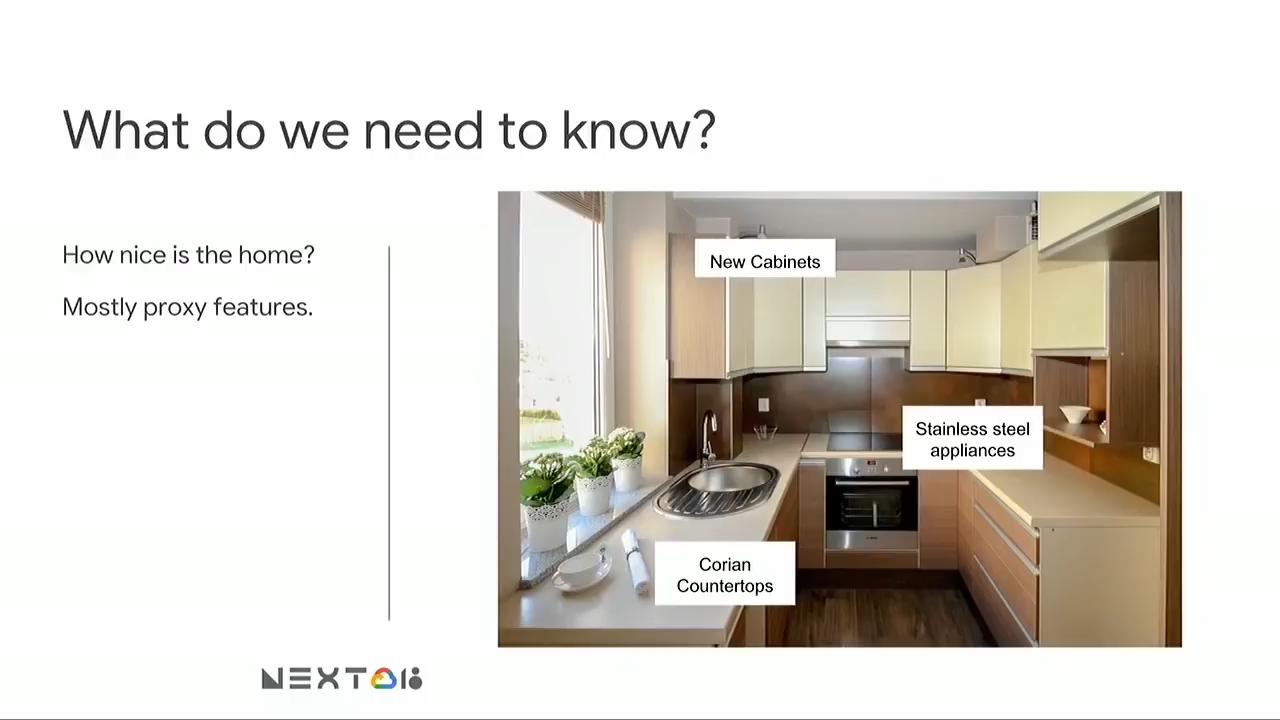 What do we need to know?
How nice is the home?
Mostly proxy features.
New Cabinets
Stainless steel
appliances
Corian
Countertops
NEXT18